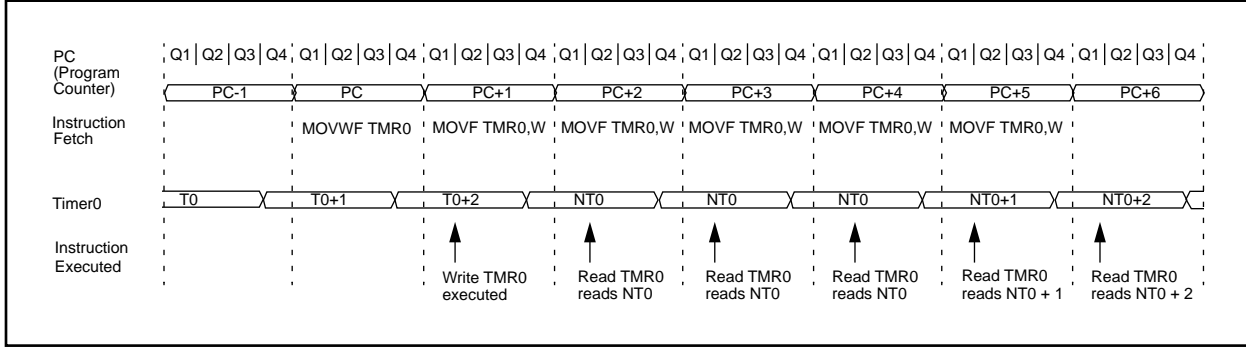 PC
(Program
Counter)
Q1 Q2 Q3 Q4 Q1 Q2 Q3 Q4 Q1 Q2 Q3 Q4 Q1 Q2 Q3 Q4 Q1 Q2 Q3 Q4 Q1 Q2 Q3 Q4 Q1 Q2 Q3 Q4 Q1 Q2 Q3 Q4
PC-1 PC PC+1 PC+2 PC+3 PC+4 PC+5 PC+6
Instruction
Fetch
MOVWF TMR0 MOVF TMR0,W MOVF TMR0,W MOVF TMR0,W MOVF TMR0,W MOVF TMR0,W
Timer0
T0 T0+1 T0+2 NT0 NT0 NT0 NT0+1 NT0+2
Instruction
Executed
Write TMR0
executed
Read TMR0
reads NT0
Read TMR0
reads NT0
Read TMR0
reads NT0
Read TMR0
reads NT0 + 1
Read TMR0
reads NT0 + 2